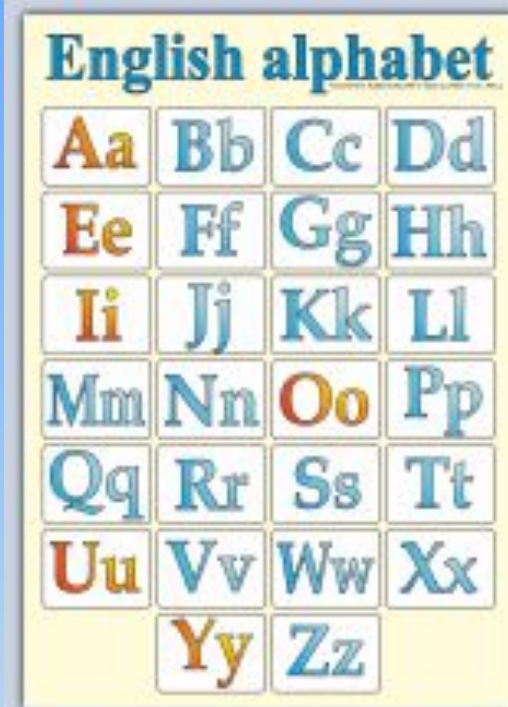 English alphabet
Aa Bb Cc Dd
Ee Ff Gg Hh
Ii Jj Kk Ll
Mm Nn Oo Pp
Qq Rr Ss Tt
Uu Vv Ww Xx
Yy Zz